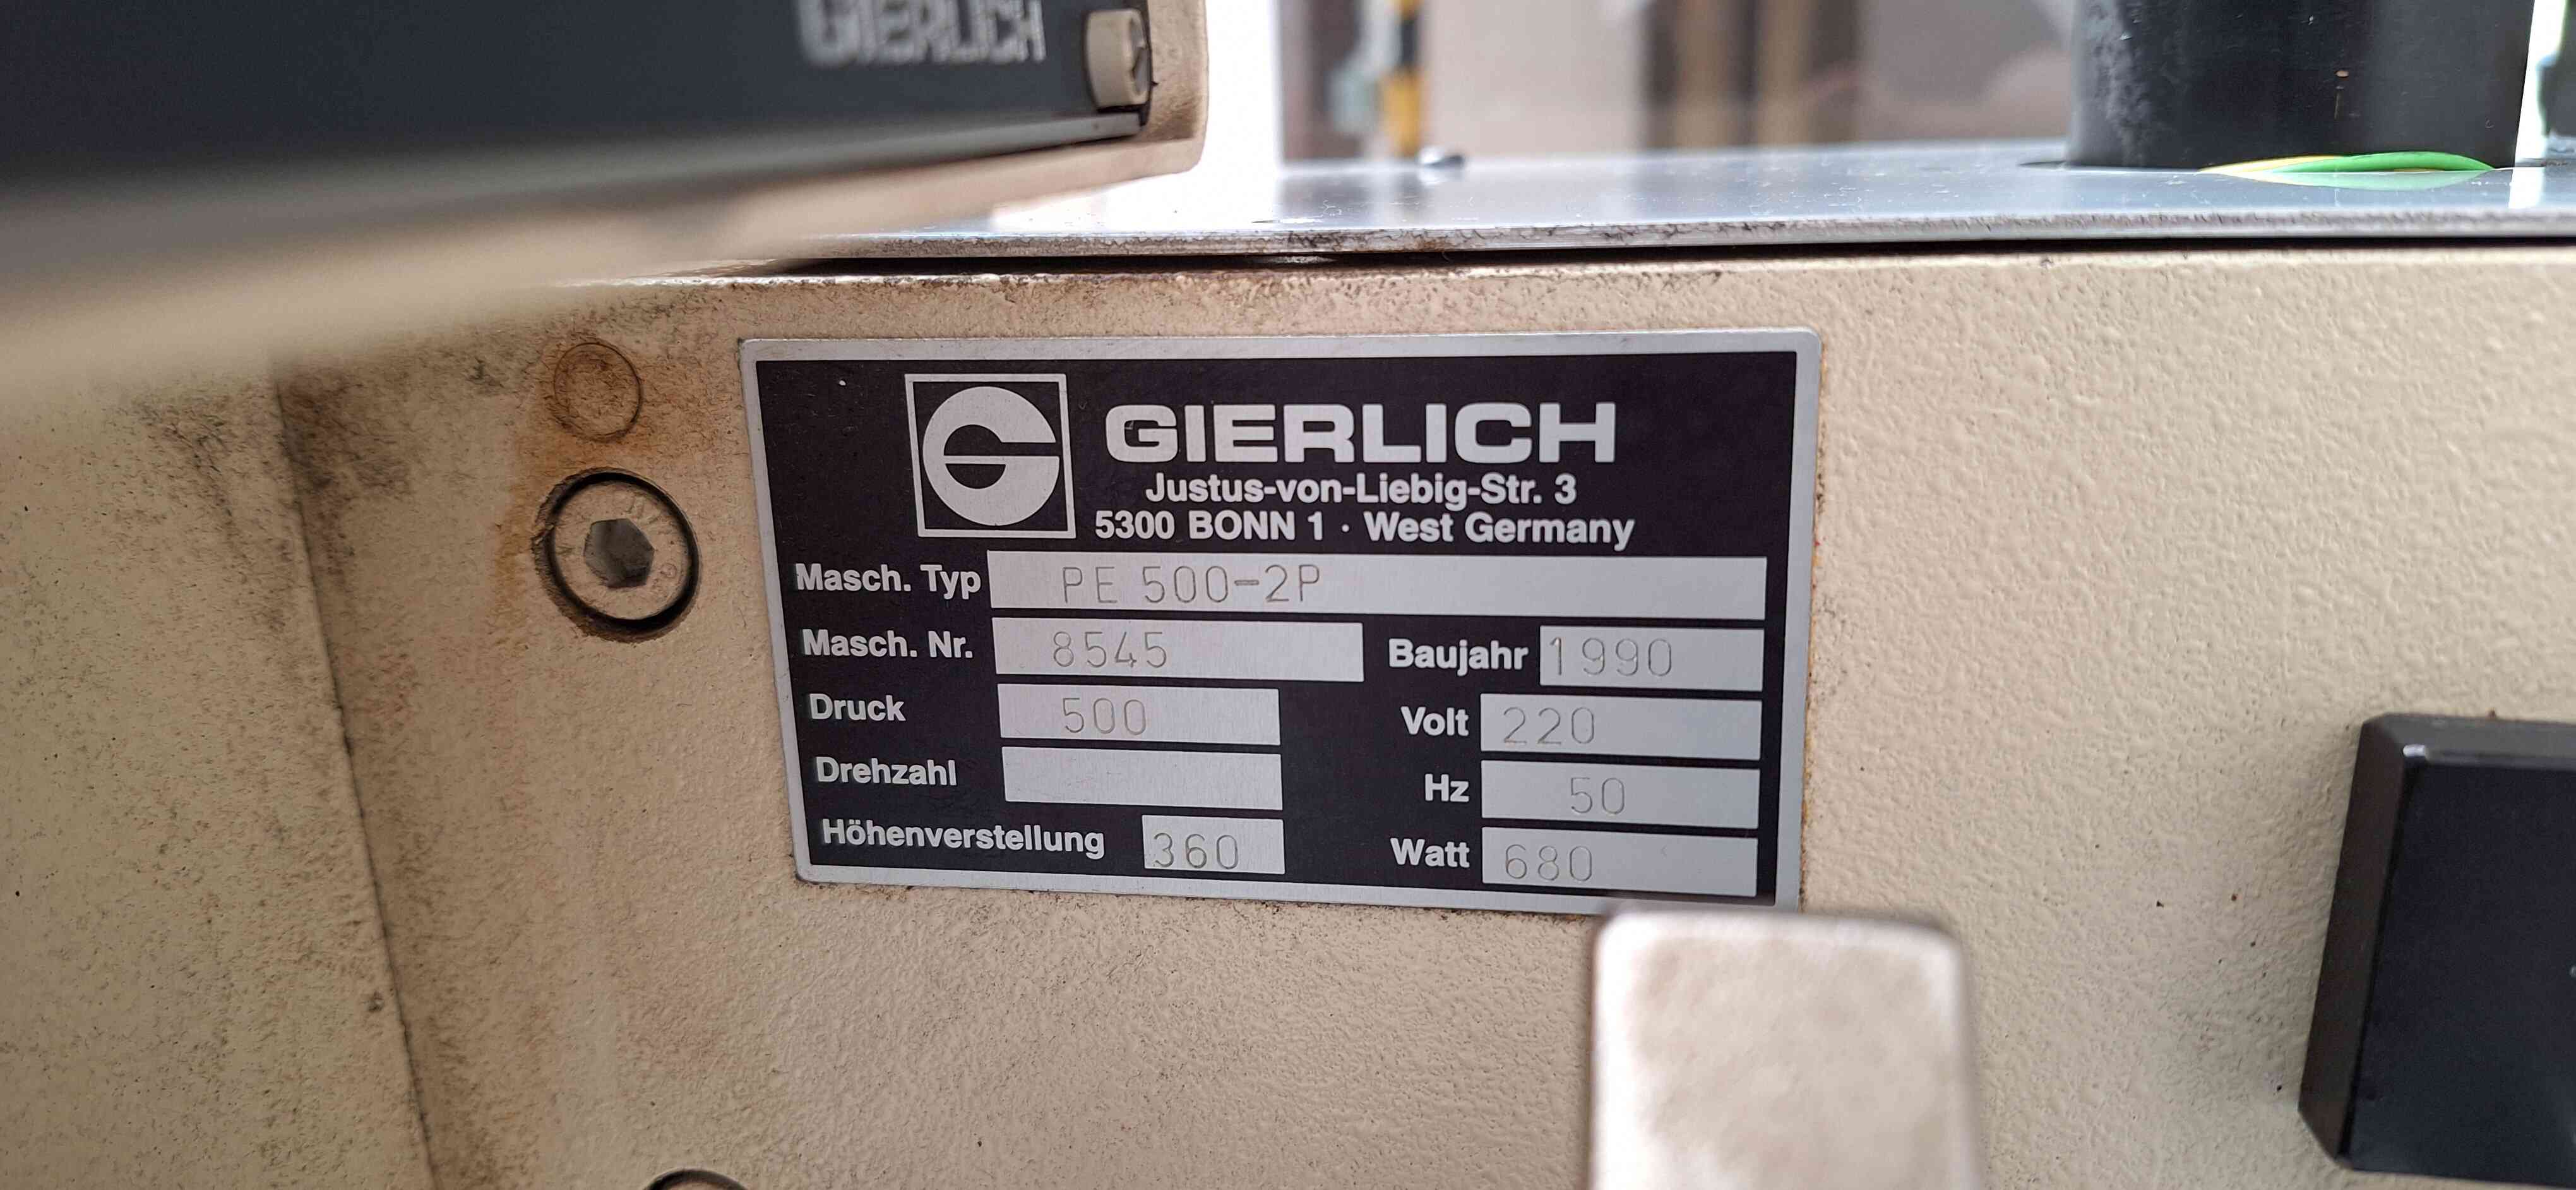 GIERLICH
GIERLICH
Justus-von-Liebig-Str. 3
5300 BONN 1 · West Germany
Masch. Typ PE 500-2P
Masch. Nr. 8545 Baujahr 1990
Druck 500 Volt 220
Drehzahl Hz 50
Höhenverstellung 360 Watt 680